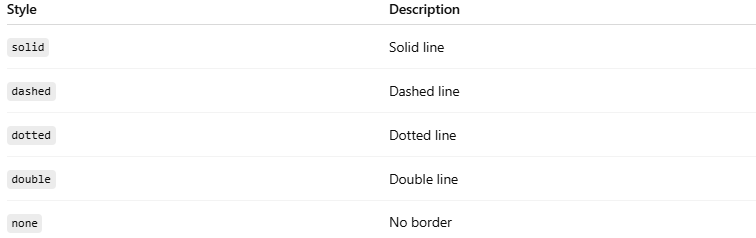 Style Description
solid Solid line
dashed Dashed line
dotted Dotted line
double Double line
none No border